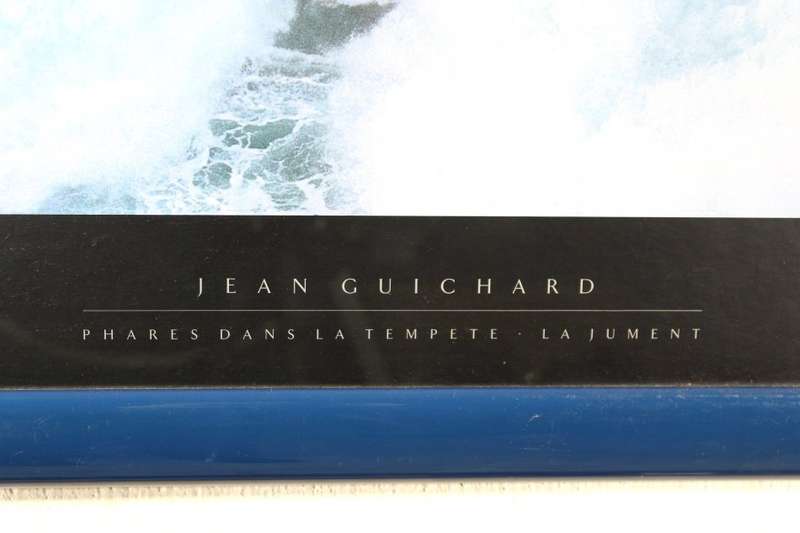 JEAN GUICHARD
PHARES DANS LA TEMPETE · LA JUMENT